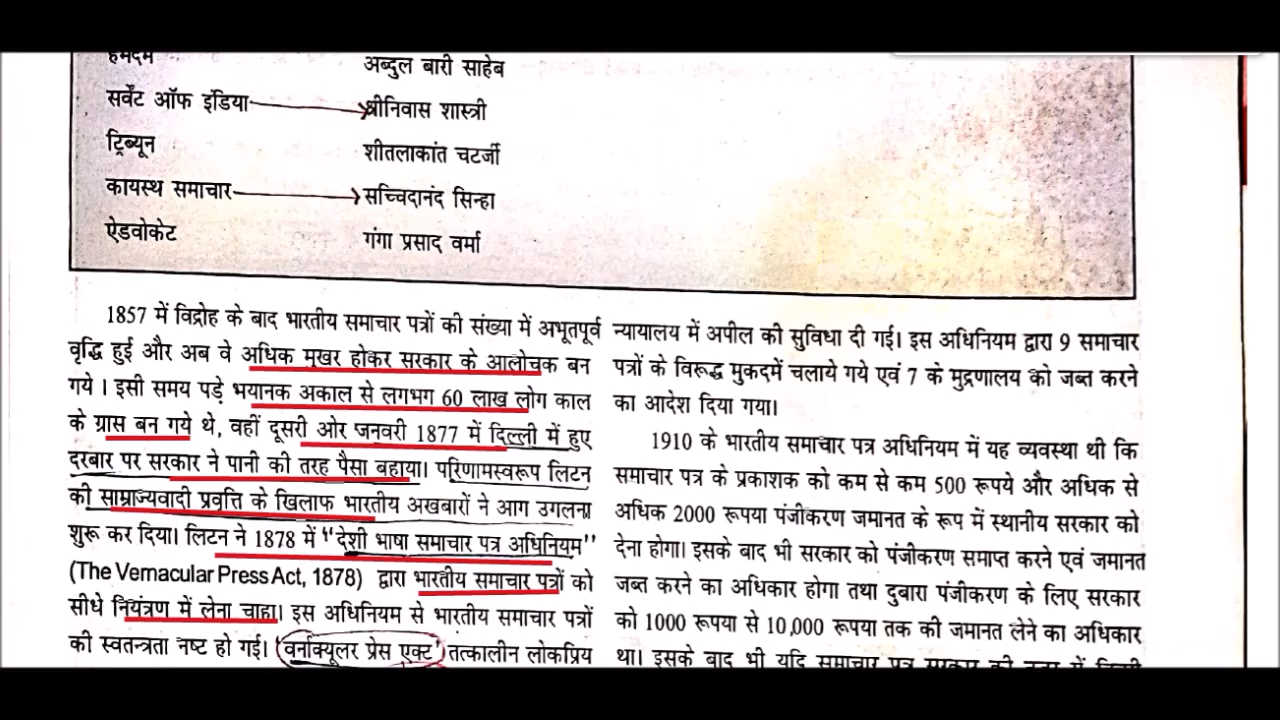 हमदम
अब्दुल बारी साहेब
सर्वेंट ऑफ इंडिया
श्रीनिवास शास्त्री
ट्रिब्यून
शीतलाकांत चटर्जी
कायस्थ समाचार
सच्चिदानंद सिन्हा
ऐडवोकेट
गंगा प्रसाद वर्मा
1857 में विद्रोह के बाद भारतीय समाचार पत्रों की संख्या में अभूतपूर्व
वृद्धि हुई और अब वे अधिक मुखर होकर सरकार के आलोचक बन
गये । इसी समय पड़े भयानक अकाल से लगभग 60 लाख लोग काल
के ग्रास बन गये थे, वहीं दूसरी ओर जनवरी 1877 में दिल्ली में हुए
दरबार पर सरकार ने पानी की तरह पैसा बहाया। परिणामस्वरूप लिटन
की साम्राज्यवादी प्रवृत्ति के खिलाफ भारतीय अखबारों ने आग उगलना
शुरू कर दिया। लिटन ने 1878 में "देशी भाषा समाचार पत्र अधिनियम"
(The Vernacular Press Act, 1878) द्वारा भारतीय समाचार पत्रों को
सीधे नियंत्रण में लेना चाहा। इस अधिनियम से भारतीय समाचार पत्रों
की स्वतन्त्रता नष्ट हो गई। 'वर्नाक्यूलर प्रेस एक्ट' तत्कालीन लोकप्रिय
न्यायालय में अपील की सुविधा दी गई। इस अधिनियम द्वारा 9 समाचार
पत्रों के विरूद्ध मुकदमें चलाये गये एवं 7 के मुद्रणालय को जब्त करने
का आदेश दिया गया।
1910 के भारतीय समाचार पत्र अधिनियम में यह व्यवस्था थी कि
समाचार पत्र के प्रकाशक को कम से कम 500 रूपये और अधिक से
अधिक 2000 रूपया पंजीकरण जमानत के रूप में स्थानीय सरकार को
देना होगा। इसके बाद भी सरकार को पंजीकरण समाप्त करने एवं जमानत
जब्त करने का अधिकार होगा तथा दुबारा पंजीकरण के लिए सरकार
को 1000 रूपया से 10,000 रूपया तक की जमानत लेने का अधिकार
था। इसके बाद भी यदि समाचार पत्र सरकार की नजर में किसी